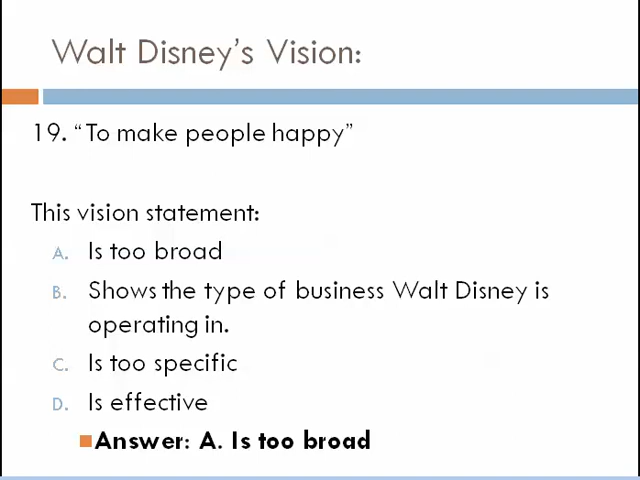 Walt Disney’s Vision:
19. “To make people happy”
This vision statement:
A. Is too broad
B. Shows the type of business Walt Disney is
operating in.
C. Is too specific
D. Is effective
Answer: A. Is too broad